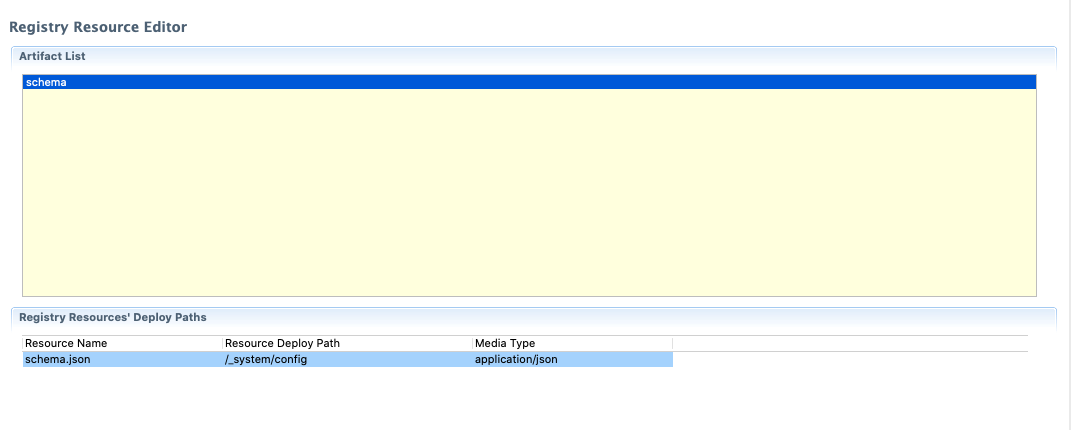 Registry Resource Editor
Artifact List
schema
Registry Resources' Deploy Paths
Resource Name Resource Deploy Path Media Type
schema.json /_system/config application/json